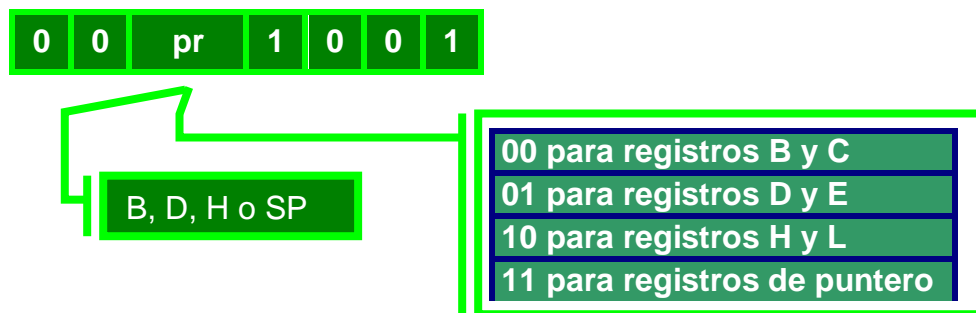 0 0 pr 1 0 0 1
B, D, H o SP
00 para registros B y C
01 para registros D y E
10 para registros H y L
11 para registros de puntero